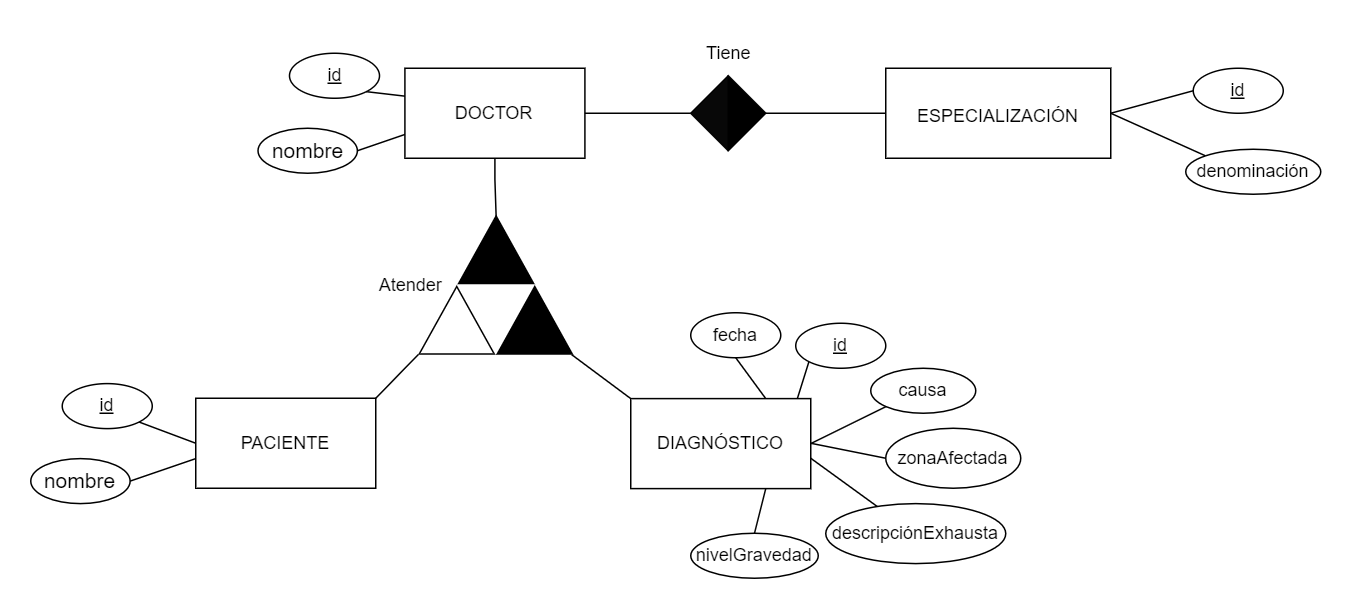 Tiene
id
DOCTOR
ESPECIALIZACIÓN
id
nombre
denominación
Atender
fecha
id
causa
id
PACIENTE
DIAGNÓSTICO
zonaAfectada
nombre
descripciónExhausta
nivelGravedad